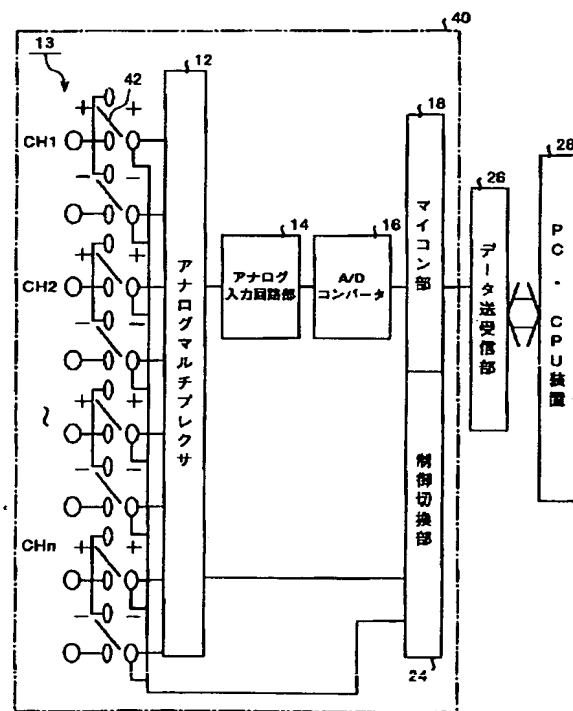 40
13
12
42
+
+
18
28
CH1
26
−
−
マイコン部
PC・CPU装置
14
16
データ送受信部
+
+
アナログマルチプレクサ
アナログ
入力回路部
A/D
コンバータ
CH2
−
−
+
+
~
制御切換部
−
−
CHn
+
+
−
−
24